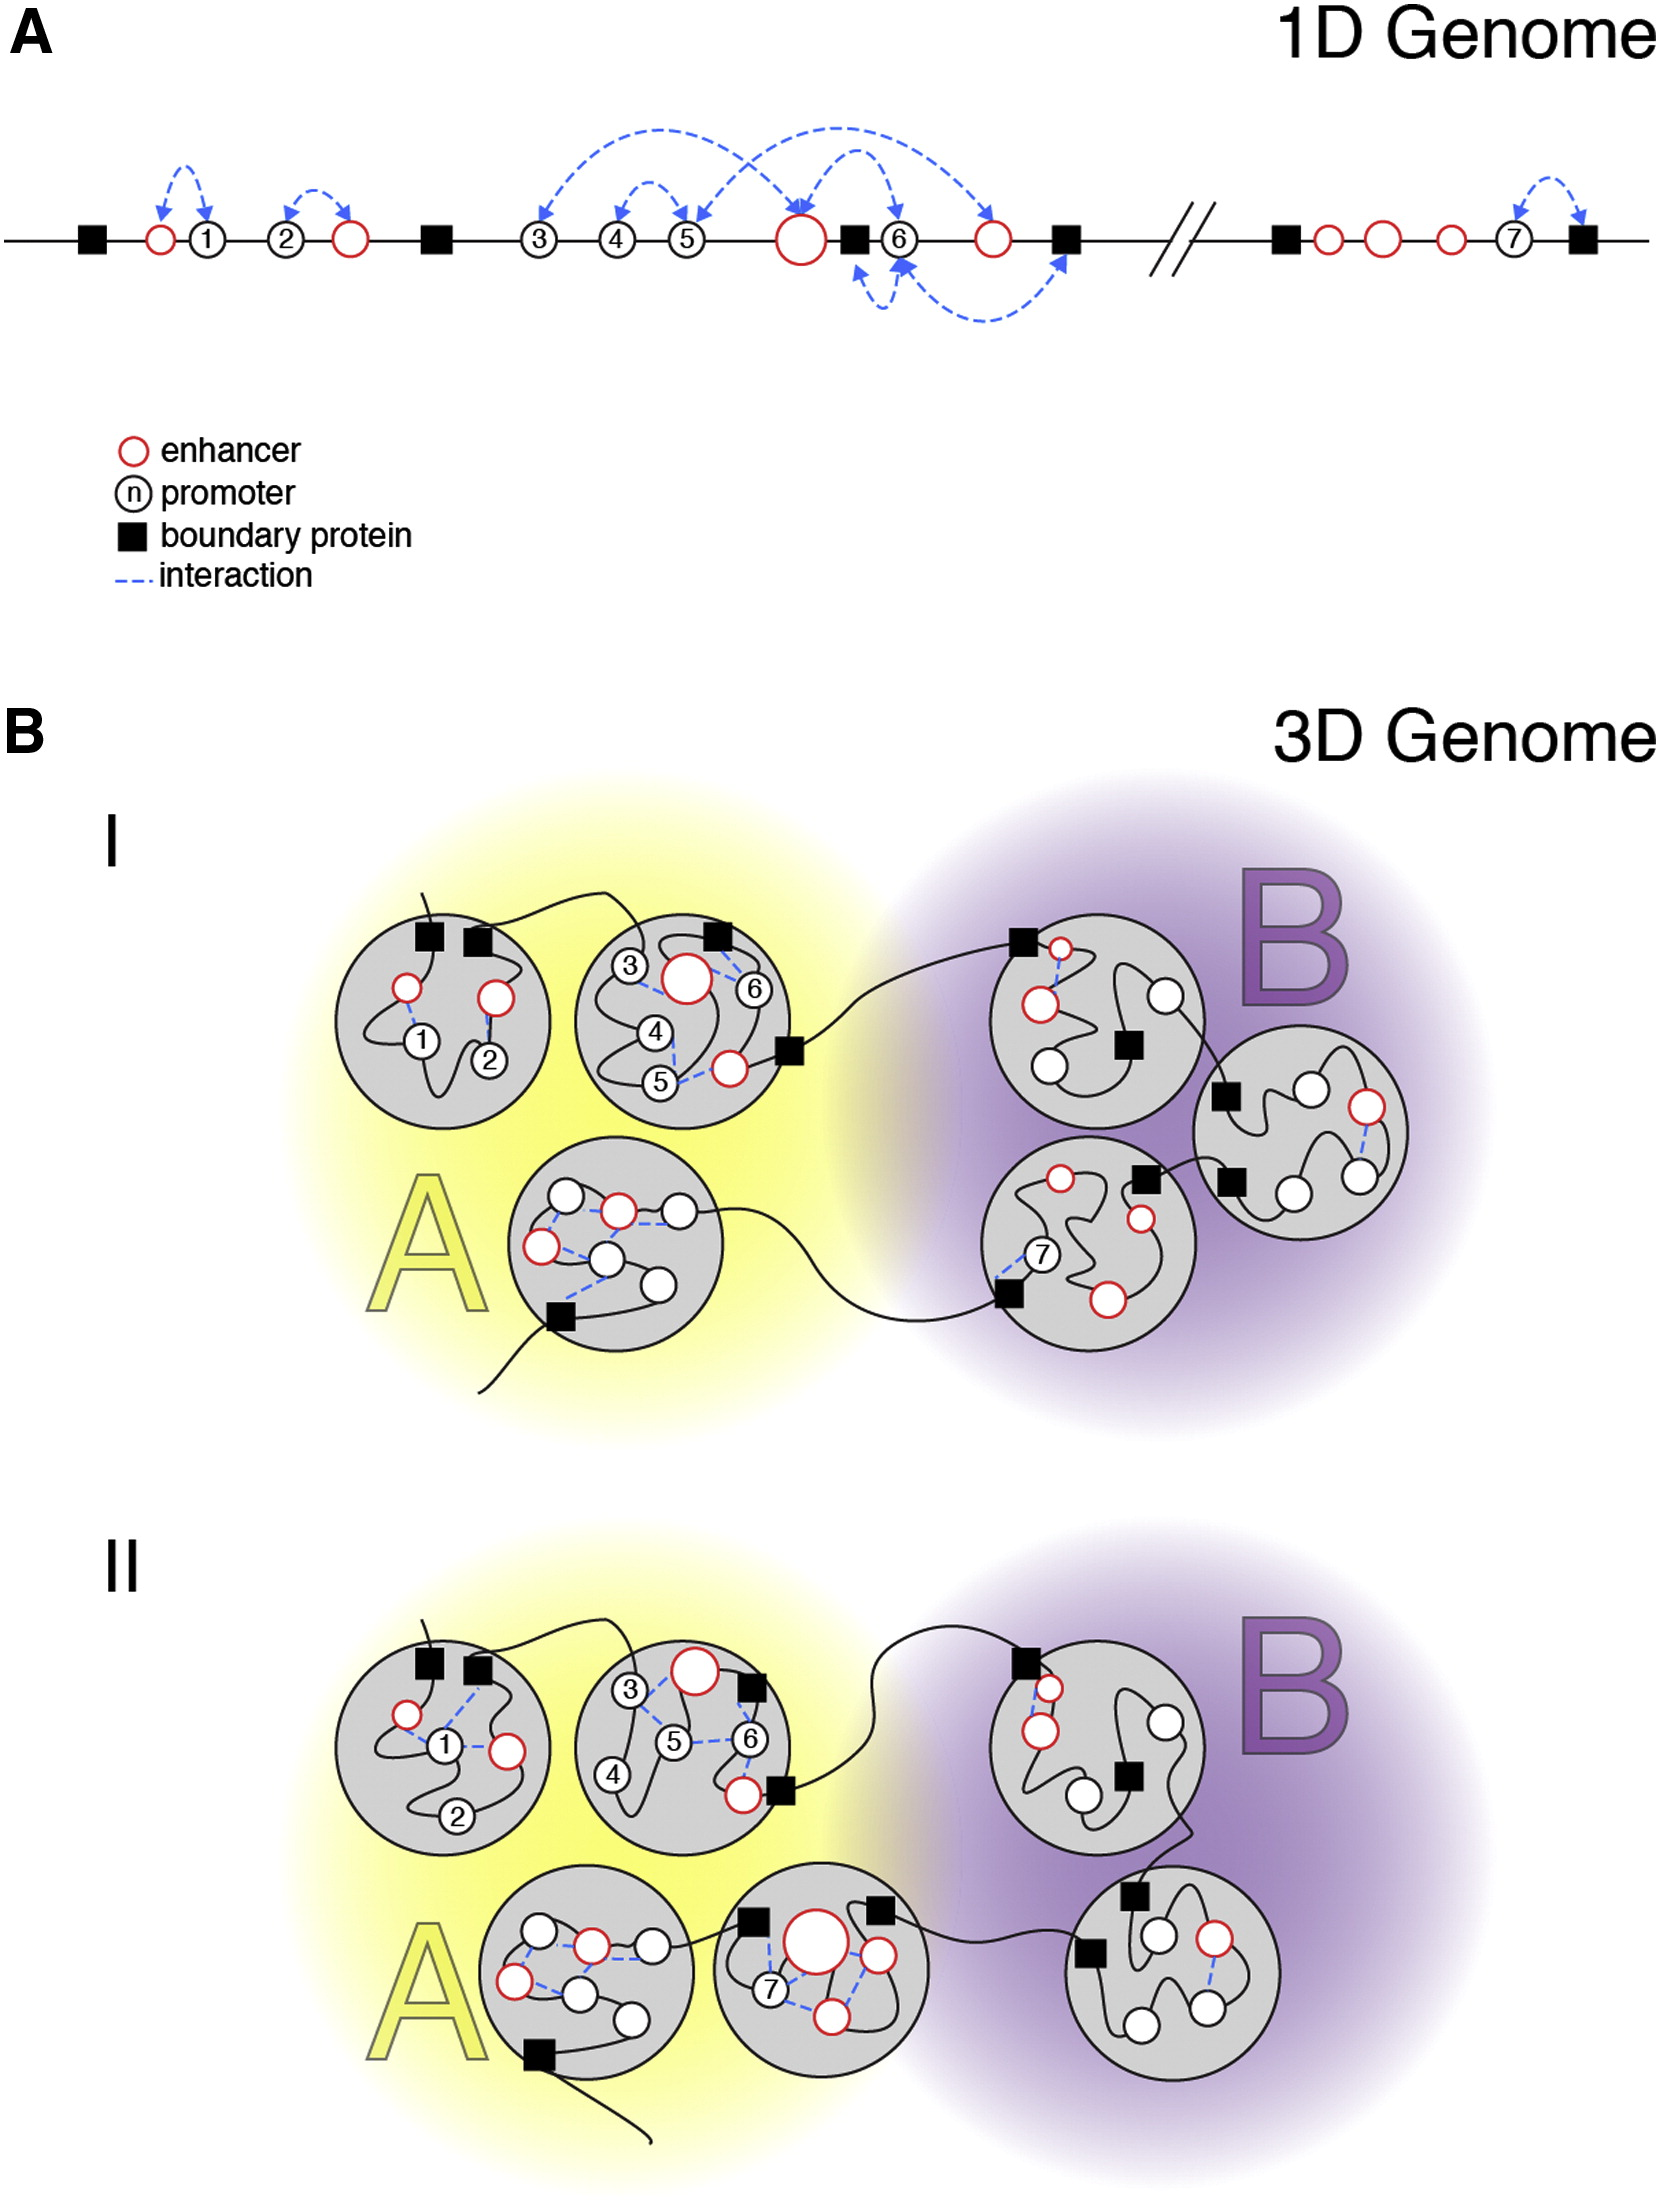 A
1D Genome
1 2 3 4 5 6 7
enhancer
n promoter
boundary protein
interaction
B
3D Genome
I
B
3
6
1 4
2 5
A
7
II
B
3
1 5 6
4
2
A
7